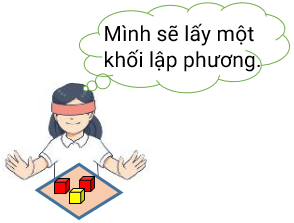 Mình sẽ lấy một
khối lập phương.